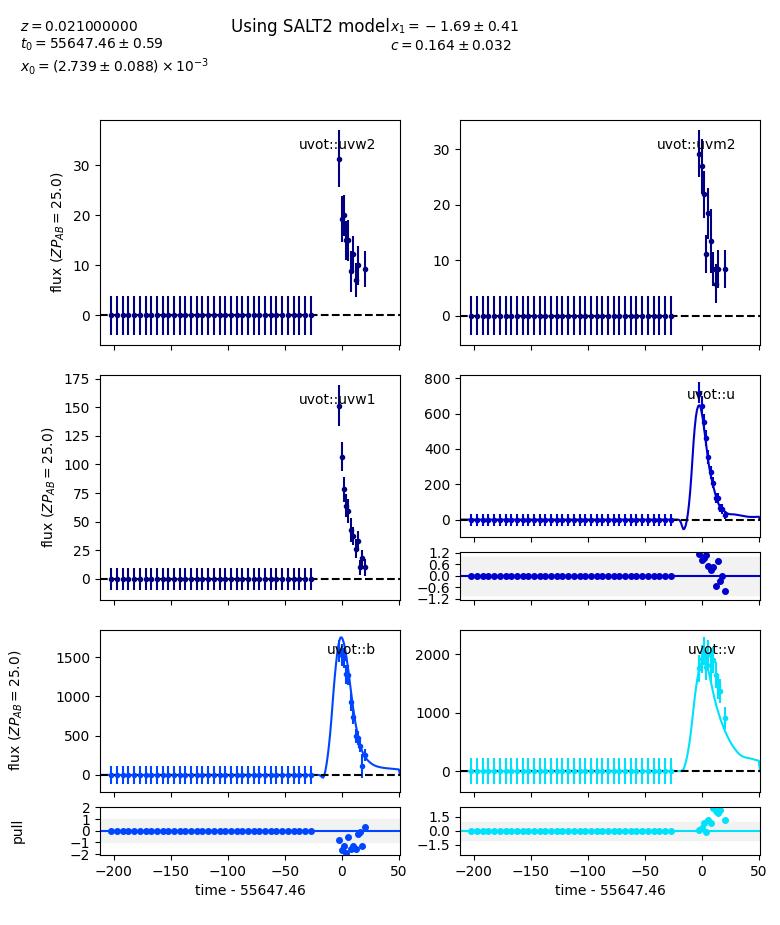 z = 0.021000000
Using SALT2 model
x₁ = −1.69 ± 0.41
t₀ = 55647.46 ± 0.59
c = 0.164 ± 0.032
x₀ = (2.739 ± 0.088) × 10⁻³
uvot::uvw2
30
20
10
0
flux (ZP_AB = 25.0)
uvot::uvm2
30
20
10
0
uvot::uvw1
175
150
125
100
75
50
25
0
flux (ZP_AB = 25.0)
uvot::u
800
600
400
200
0
1.2
0.6
0.0
−0.6
−1.2
uvot::b
1500
1000
500
0
flux (ZP_AB = 25.0)
uvot::v
2000
1000
0
2
1
0
−1
−2
pull
1.5
0.0
−1.5
−200 −150 −100 −50 0 50
time - 55647.46
−200 −150 −100 −50 0 50
time - 55647.46